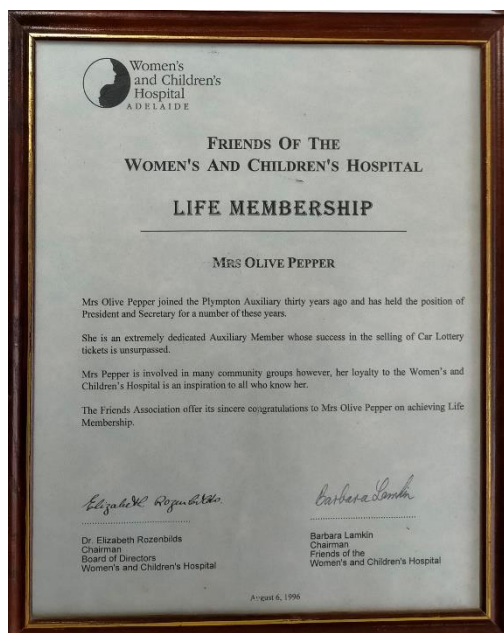 Women's
and Children's
Hospital
ADELAIDE
FRIENDS OF THE
WOMEN'S AND CHILDREN'S HOSPITAL
LIFE MEMBERSHIP
MRS OLIVE PEPPER
Mrs Olive Pepper joined the Plympton Auxiliary thirty years ago and has held the position of
President and Secretary for a number of these years.
She is an extremely dedicated Auxiliary Member whose success in the selling of Car Lottery
tickets is unsurpassed.
Mrs Pepper is involved in many community groups however, her loyalty to the Women's and
Children's Hospital is an inspiration to all who know her.
The Friends Association offer its sincere congratulations to Mrs Olive Pepper on achieving Life
Membership.
Elizabeth Rozenbilds
Barbara Lamkin
Dr. Elizabeth Rozenbilds
Chairman
Board of Directors
Women's and Children's Hospital
Barbara Lamkin
Chairman
Friends of the
Women's and Children's Hospital
August 6, 1996